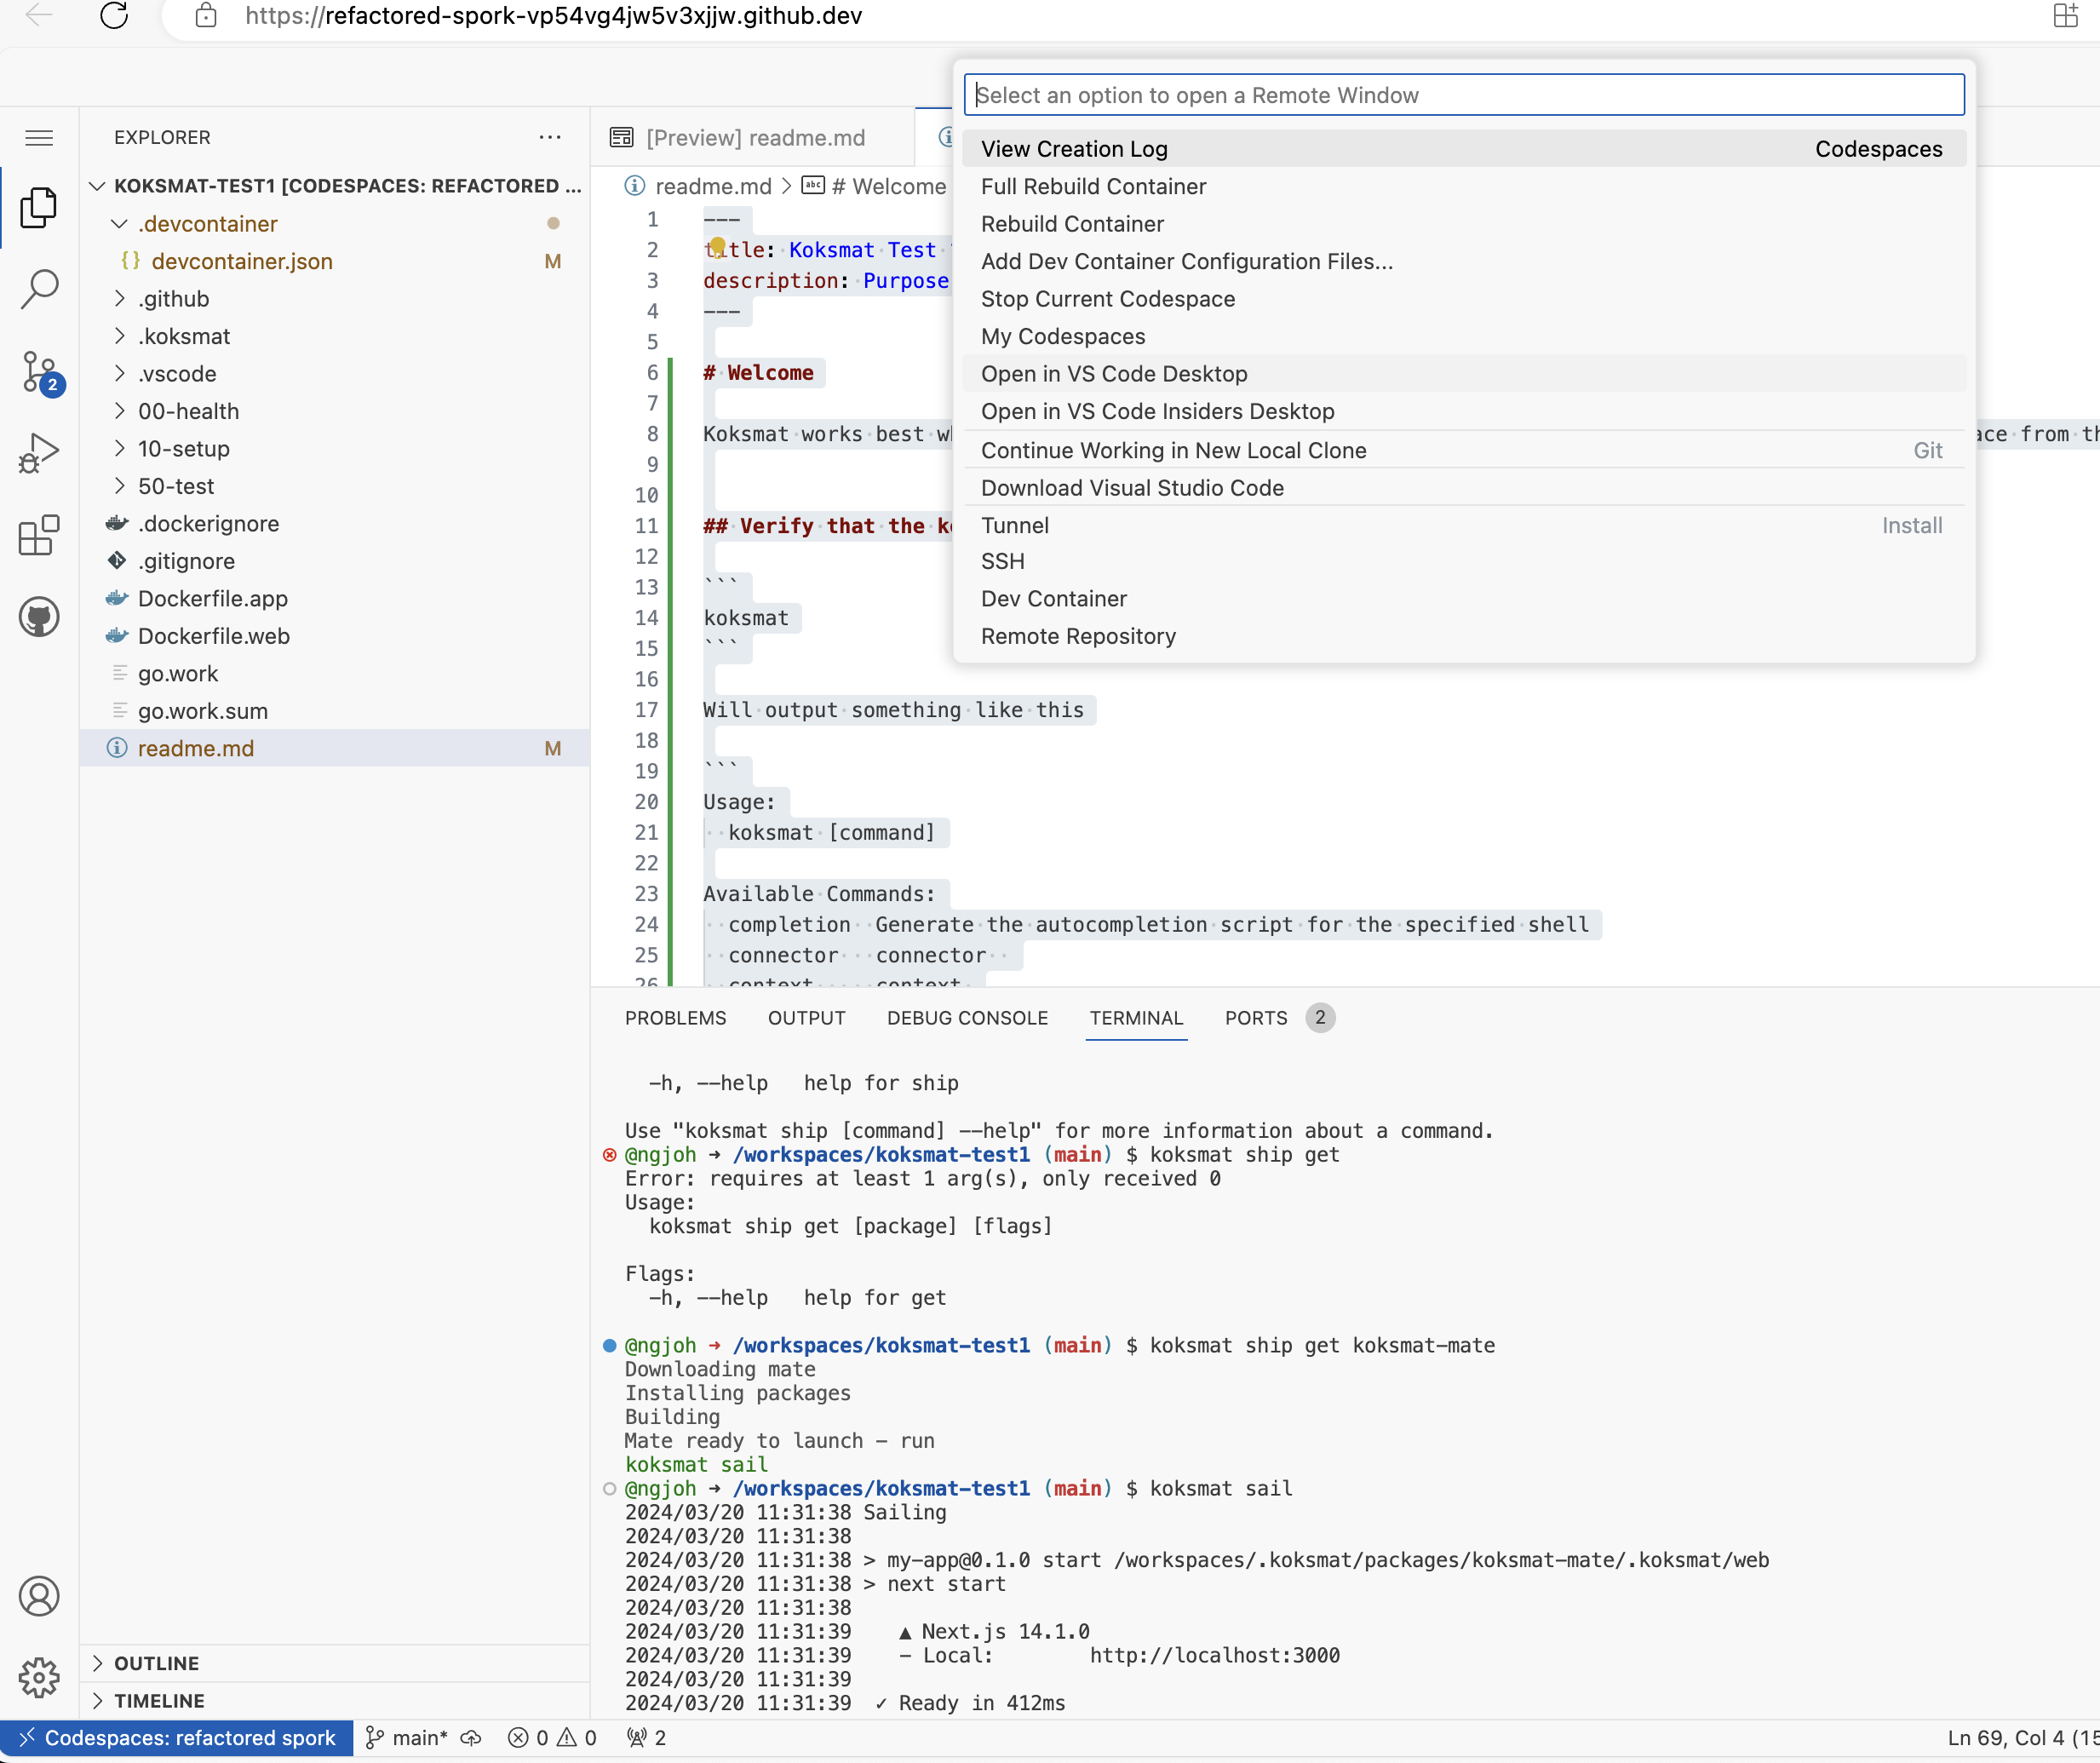 https://refactored-spork-vp54vg4jw5v3xjjw.github.dev
Select an option to open a Remote Window
View Creation Log Codespaces
Full Rebuild Container
Rebuild Container
Add Dev Container Configuration Files...
Stop Current Codespace
My Codespaces
Open in VS Code Desktop
Open in VS Code Insiders Desktop
Continue Working in New Local Clone Git
Download Visual Studio Code
Tunnel Install
SSH
Dev Container
Remote Repository
EXPLORER
KOKSMAT-TEST1 [CODESPACES: REFACTORED ...
.devcontainer
{} devcontainer.json M
.github
.koksmat
.vscode
00-health
10-setup
50-test
.dockerignore
.gitignore
Dockerfile.app
Dockerfile.web
go.work
go.work.sum
readme.md M
OUTLINE
TIMELINE
2
[Preview] readme.md
readme.md > abc # Welcome
1 ---
2 title: Koksmat Test
3 description: Purpose
4 ---
5
6 # Welcome
7
8 Koksmat works best from
9
10
11 ## Verify that the
12
13 ```
14 koksmat
15 ```
16
17 Will output something like this
18
19 ```
20 Usage:
21 koksmat [command]
22
23 Available Commands:
24 completion Generate the autocompletion script for the specified shell
25 connector connector
26 context context
PROBLEMS OUTPUT DEBUG CONSOLE TERMINAL PORTS 2
-h, --help help for ship
Use "koksmat ship [command] --help" for more information about a command.
@ngjoh → /workspaces/koksmat-test1 (main) $ koksmat ship get
Error: requires at least 1 arg(s), only received 0
Usage:
koksmat ship get [package] [flags]
Flags:
-h, --help help for get
@ngjoh → /workspaces/koksmat-test1 (main) $ koksmat ship get koksmat-mate
Downloading mate
Installing packages
Building
Mate ready to launch - run
koksmat sail
@ngjoh → /workspaces/koksmat-test1 (main) $ koksmat sail
2024/03/20 11:31:38 Sailing
2024/03/20 11:31:38
2024/03/20 11:31:38 > my-app@0.1.0 start /workspaces/.koksmat/packages/koksmat-mate/.koksmat/web
2024/03/20 11:31:38 > next start
2024/03/20 11:31:38
2024/03/20 11:31:39 ▲ Next.js 14.1.0
2024/03/20 11:31:39 - Local: http://localhost:3000
2024/03/20 11:31:39
2024/03/20 11:31:39 ✓ Ready in 412ms
Codespaces: refactored spork main* 0 0 2 Ln 69, Col 4